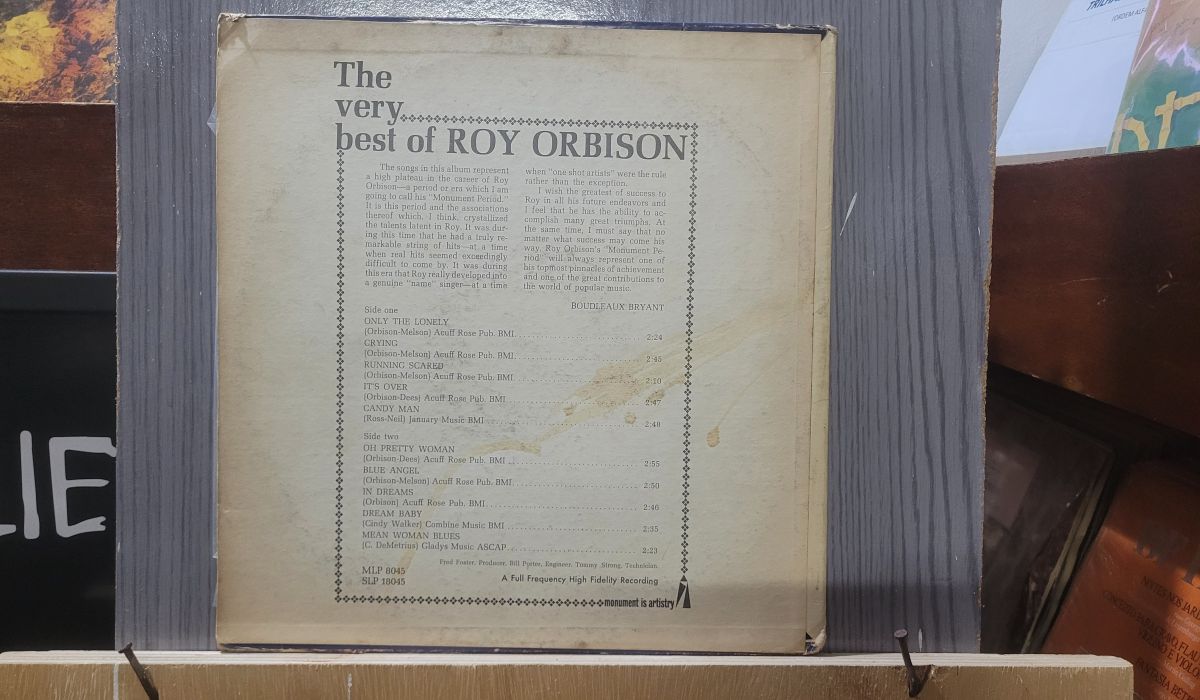 The
very
best of ROY ORBISON
The songs in this album represent
a high plateau in the career of Roy
Orbison—a period or era which I am
going to call his "Monument Period."
It is this period and the associations
thereof which, I think, crystallized
the talents latent in Roy. It was dur-
ing this time that he had a truly re-
markable string of hits—at a time
when real hits seemed exceedingly
difficult to come by. It was during
this era that Roy really developed into
a genuine "name" singer—at a time
when "one shot artists" were the rule
rather than the exception.
I wish the greatest of success to
Roy in all his future endeavors and
I feel that he has the ability to ac-
complish many great triumphs. At
the same time, I must say that no
matter what success may come his
way, Roy Orbison's "Monument Pe-
riod" will always represent one of
his topmost pinnacles of achievement
and one of the great contributions to
the world of popular music.
BOUDLEAUX BRYANT
Side one
ONLY THE LONELY
(Orbison-Melson) Acuff Rose Pub. BMI 2:24
CRYING
(Orbison-Melson) Acuff Rose Pub. BMI 2:45
RUNNING SCARED
(Orbison-Melson) Acuff Rose Pub. BMI 2:10
IT'S OVER
(Orbison-Dees) Acuff Rose Pub. BMI 2:47
CANDY MAN
(Ross-Neil) January Music BMI 2:48
Side two
OH PRETTY WOMAN
(Orbison-Dees) Acuff Rose Pub. BMI 2:55
BLUE ANGEL
(Orbison-Melson) Acuff Rose Pub. BMI 2:50
IN DREAMS
(Orbison) Acuff Rose Pub. BMI 2:46
DREAM BABY
(Cindy Walker) Combine Music BMI 2:35
MEAN WOMAN BLUES
(C. DeMetrius) Gladys Music ASCAP 2:23
Fred Foster, Producer, Bill Porter, Engineer, Tommy Strong, Technician.
MLP 8045
SLP 18045
A Full Frequency High Fidelity Recording
monument is artistry
LIE